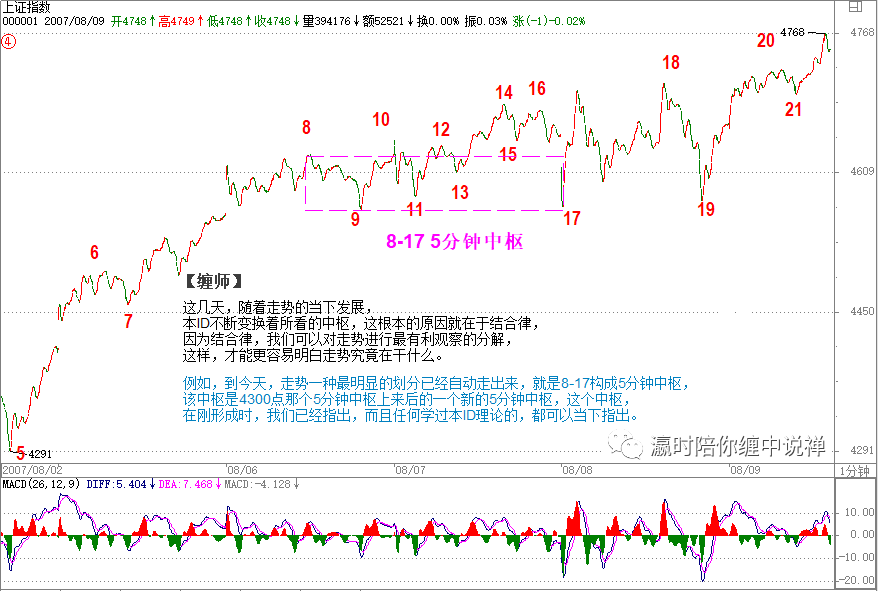 上证指数
000001 2007/08/09 开4748↑高4749↑低4748↑收4748↓量394176↓额52521↓换0.00% 振0.03% 涨(-1)-0.02%
④
4768
4768
20
18
14
16
21
10
12
8
15
4609
13
11
19
9
17
8-17 5分钟中枢
6
【缠师】
这几天，随着走势的当下发展，
4450
7
本ID不断变换着所看的中枢，这根本的原因就在于结合律，
因为结合律，我们可以对走势进行最有利观察的分解，
这样，才能更容易明白走势究竟在干什么。
例如，到今天，走势一种最明显的划分已经自动走出来，就是8-17构成5分钟中枢，
该中枢是4300点那个5分钟中枢上来后的一个新的5分钟中枢，这个中枢，
在刚形成时，我们已经指出，而且任何学过本ID理论的，都可以当下指出。
瀛时陪你缠中说禅
5
4291
4291
2007/08/02 08/06 08/07 08/08 08/09 1分钟
MACD(26,12,9) DIFF:5.404↓DEA:7.468↓MACD:-4.128↓
10.00
0.00
-10.00
-20.00